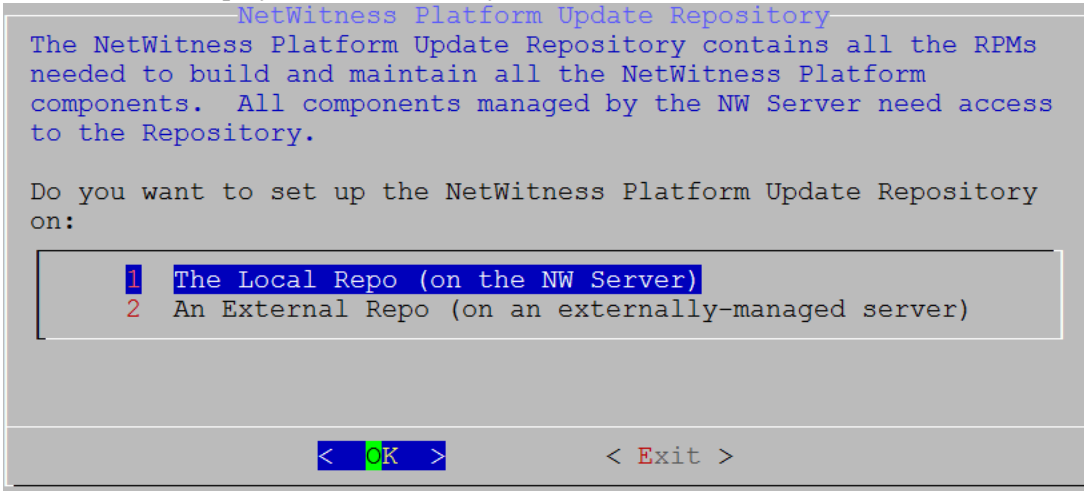 NetWitness Platform Update Repository
The NetWitness Platform Update Repository contains all the RPMs
needed to build and maintain all the NetWitness Platform
components.  All components managed by the NW Server need access
to the Repository.
Do you want to set up the NetWitness Platform Update Repository
on:
1  The Local Repo (on the NW Server)
2  An External Repo (on an externally-managed server)
<  OK  >  < Exit >